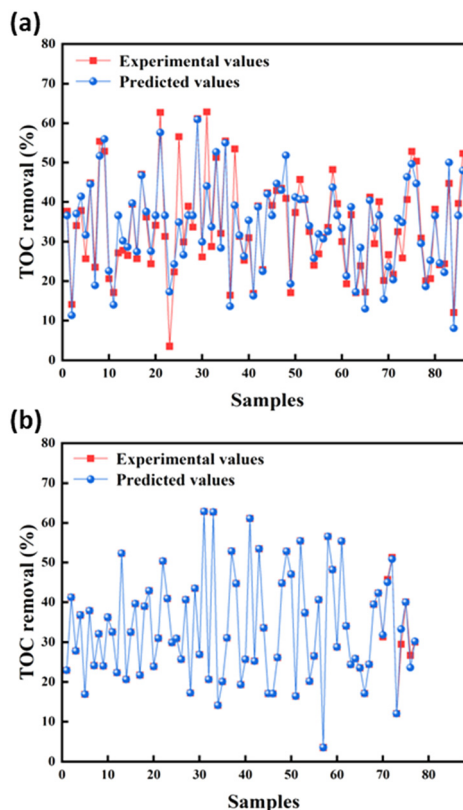 (a)
80
70
60
50
40
30
20
10
0
TOC removal (%)
Experimental values
Predicted values
0 10 20 30 40 50 60 70 80
Samples
(b)
80
70
60
50
40
30
20
10
0
TOC removal (%)
Experimental values
Predicted values
0 10 20 30 40 50 60 70 80
Samples